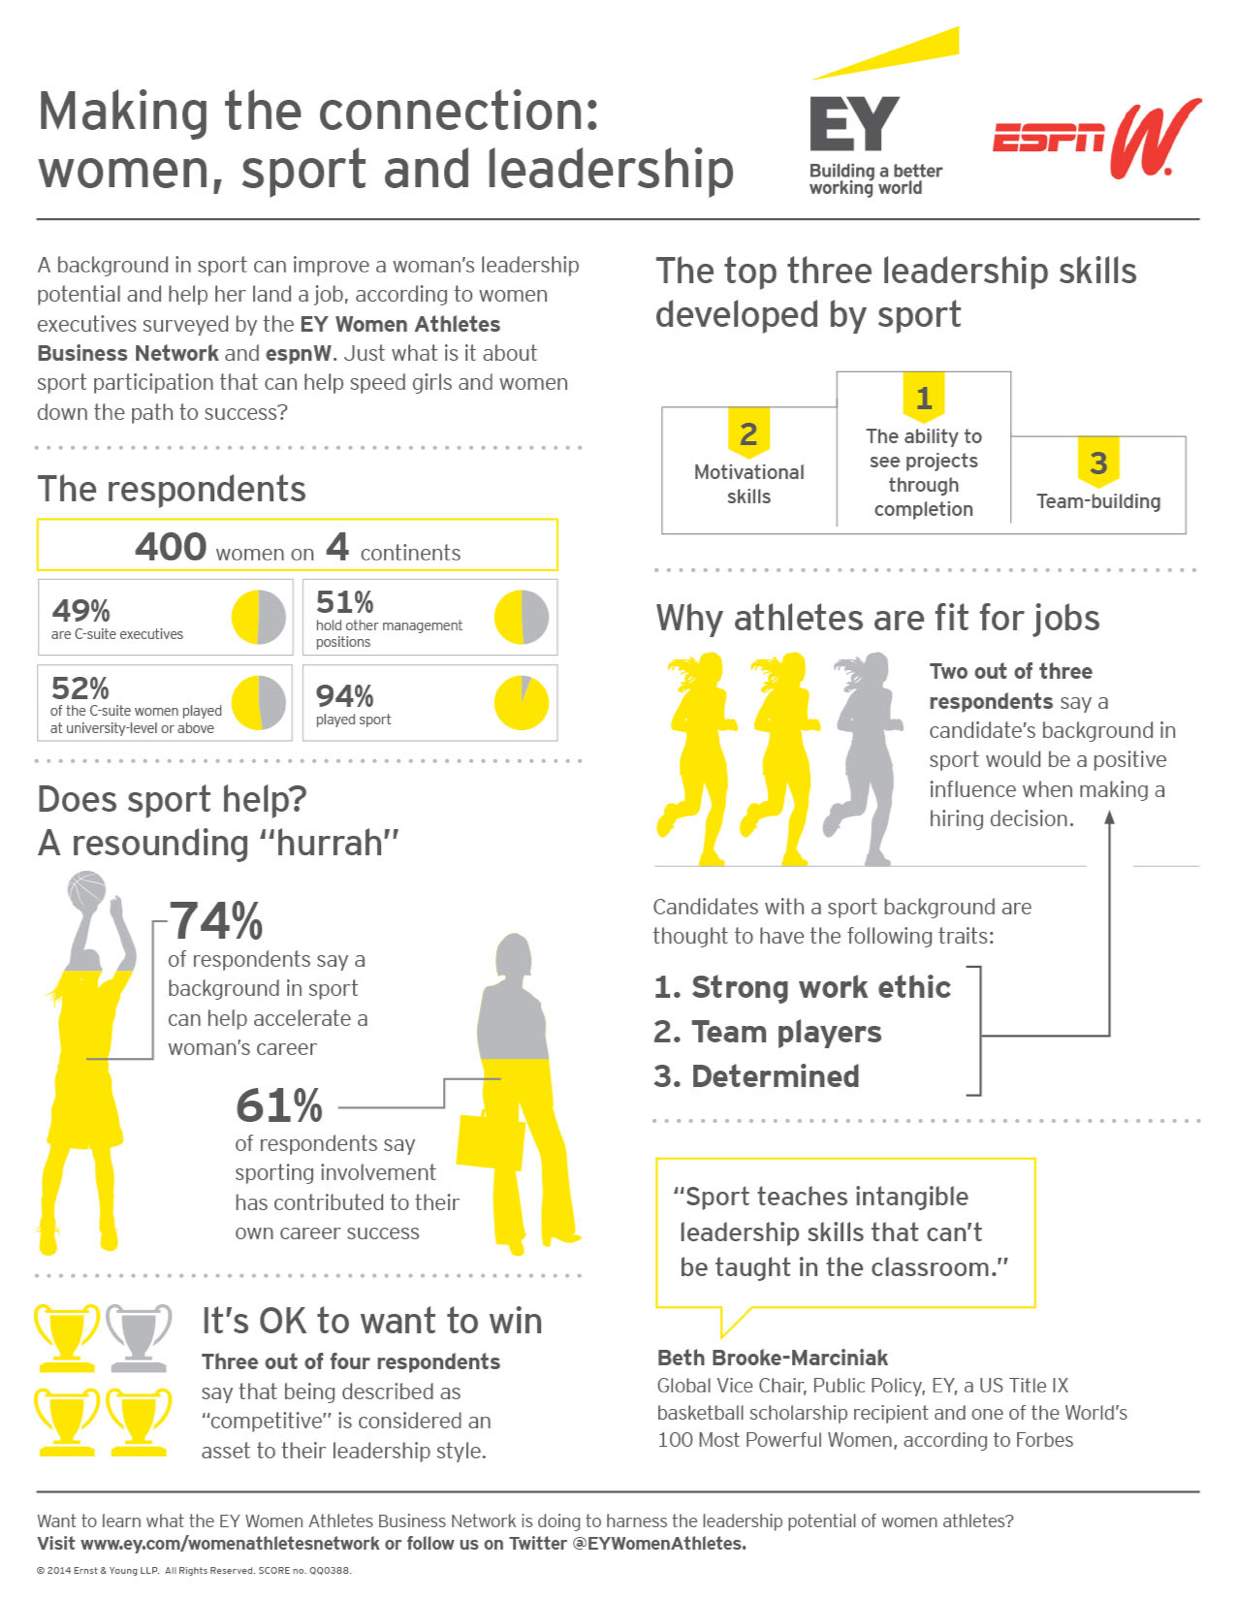 Making the connection:
women, sport and leadership
EY
Building a better
working world
ESPN W.
A background in sport can improve a woman's leadership
potential and help her land a job, according to women
executives surveyed by the EY Women Athletes
Business Network and espnW. Just what is it about
sport participation that can help speed girls and women
down the path to success?
The respondents
400 women on 4 continents
49%
are C-suite executives
51%
hold other management
positions
52%
of the C-suite women played
at university-level or above
94%
played sport
Does sport help?
A resounding “hurrah”
74%
of respondents say a
background in sport
can help accelerate a
woman's career
61%
of respondents say
sporting involvement
has contributed to their
own career success
It's OK to want to win
Three out of four respondents
say that being described as
“competitive” is considered an
asset to their leadership style.
The top three leadership skills
developed by sport
2
Motivational
skills
1
The ability to
see projects
through
completion
3
Team-building
Why athletes are fit for jobs
Two out of three
respondents say a
candidate's background in
sport would be a positive
influence when making a
hiring decision.
Candidates with a sport background are
thought to have the following traits:
1. Strong work ethic
2. Team players
3. Determined
“Sport teaches intangible
leadership skills that can't
be taught in the classroom.”
Beth Brooke-Marciniak
Global Vice Chair, Public Policy, EY, a US Title IX
basketball scholarship recipient and one of the World's
100 Most Powerful Women, according to Forbes
Want to learn what the EY Women Athletes Business Network is doing to harness the leadership potential of women athletes?
Visit www.ey.com/womenathletesnetwork or follow us on Twitter @EYWomenAthletes.
© 2014 Ernst & Young LLP. All Rights Reserved. SCORE no. QQ0388.